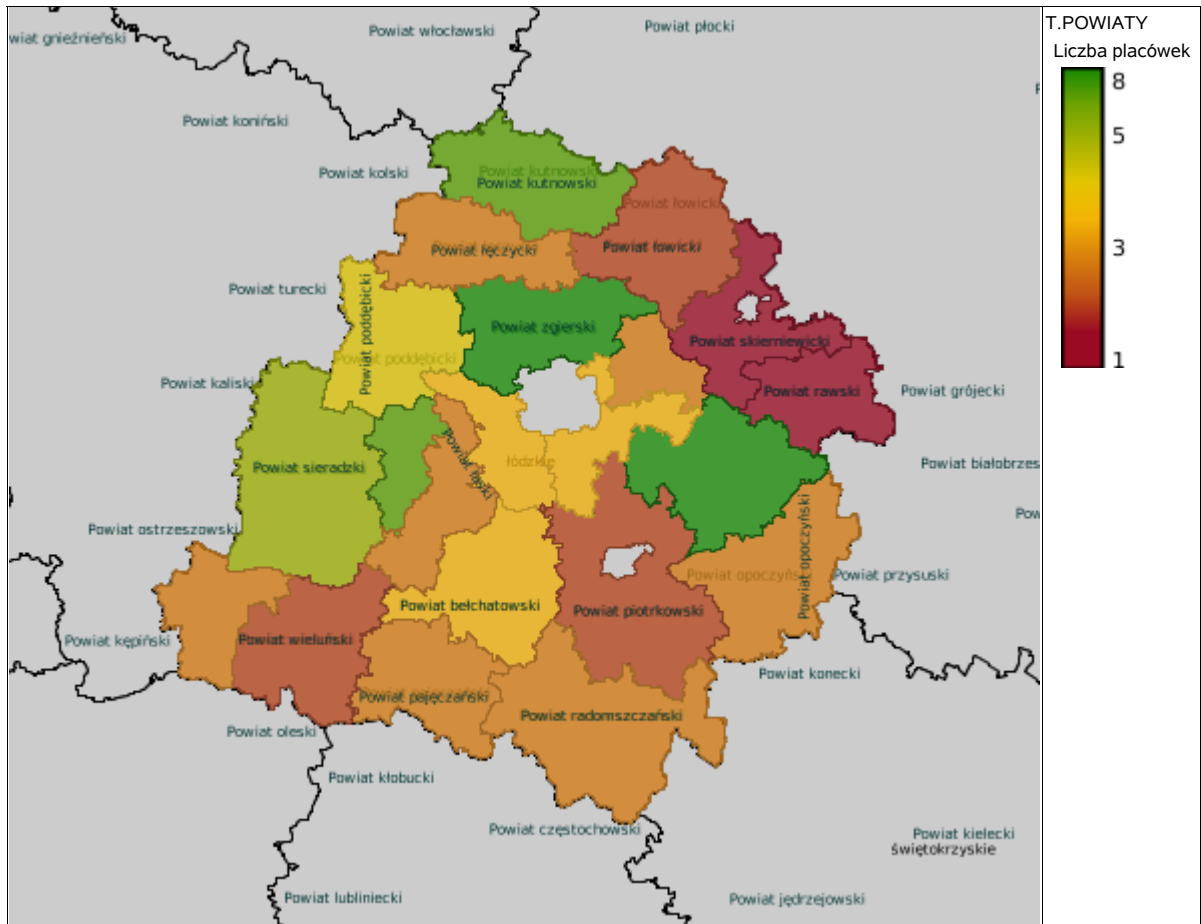 wiat gnieźnieński
Powiat włocławski
Powiat płocki
T.POWIATY
Liczba placówek
8
5
3
1
Powiat koniński
Powiat kolski
Powiat kutnowski
Powiat kutnowski
Powiat łowicki
Powiat łęczycki
Powiat łowicki
Powiat turecki
Powiat poddębicki
Powiat zgierski
Powiat skierniewicki
Powiat poddębicki
Powiat kaliski
Powiat rawski
Powiat grójecki
Powiat sieradzki
Powiat łaski
łódzkie
Powiat białobrzes
Pow
Powiat ostrzeszowski
Powiat opoczyński
Powiat opoczyński
Powiat przysuski
Powiat bełchatowski
Powiat piotrkowski
Powiat kępiński
Powiat wieluński
Powiat konecki
Powiat pajęczański
Powiat radomszczański
Powiat oleski
Powiat kłobucki
Powiat częstochowski
Powiat kielecki
świętokrzyskie
Powiat lubliniecki
Powiat jędrzejowski